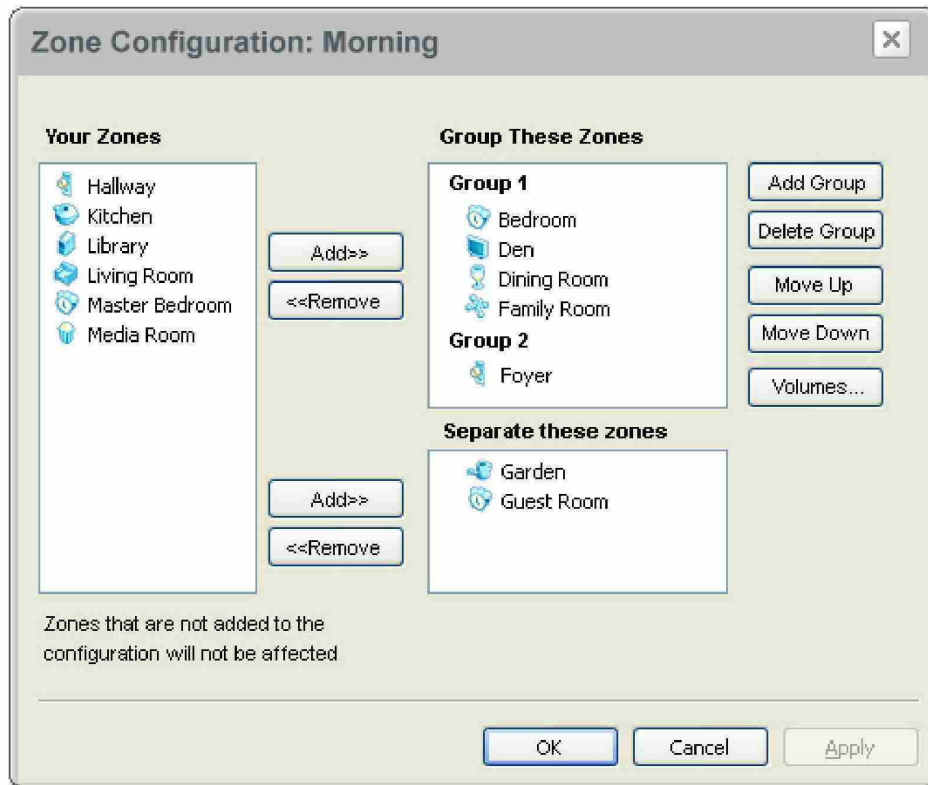 Zone Configuration: Morning
Your Zones
Hallway
Kitchen
Library
Living Room
Master Bedroom
Media Room
Add>>
<<Remove
Add>>
<<Remove
Group These Zones
Group 1
Bedroom
Den
Dining Room
Family Room
Group 2
Foyer
Separate these zones
Garden
Guest Room
Add Group
Delete Group
Move Up
Move Down
Volumes...
Zones that are not added to the
configuration will not be affected
OK
Cancel
Apply